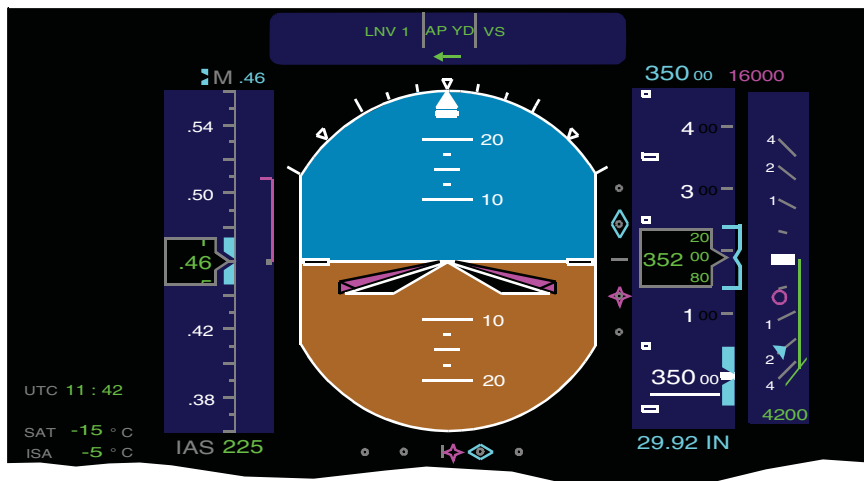 LNV 1 AP YD VS
M .46
350 00 16000
.54
.50
.46
.42
.38
IAS 225
20
10
10
20
4 00
3 00
20
352 00
80
1 00
350 00
29.92 IN
4
2
1
1
2
4
4200
UTC 11 : 42
SAT -15 ° C
ISA -5 ° C